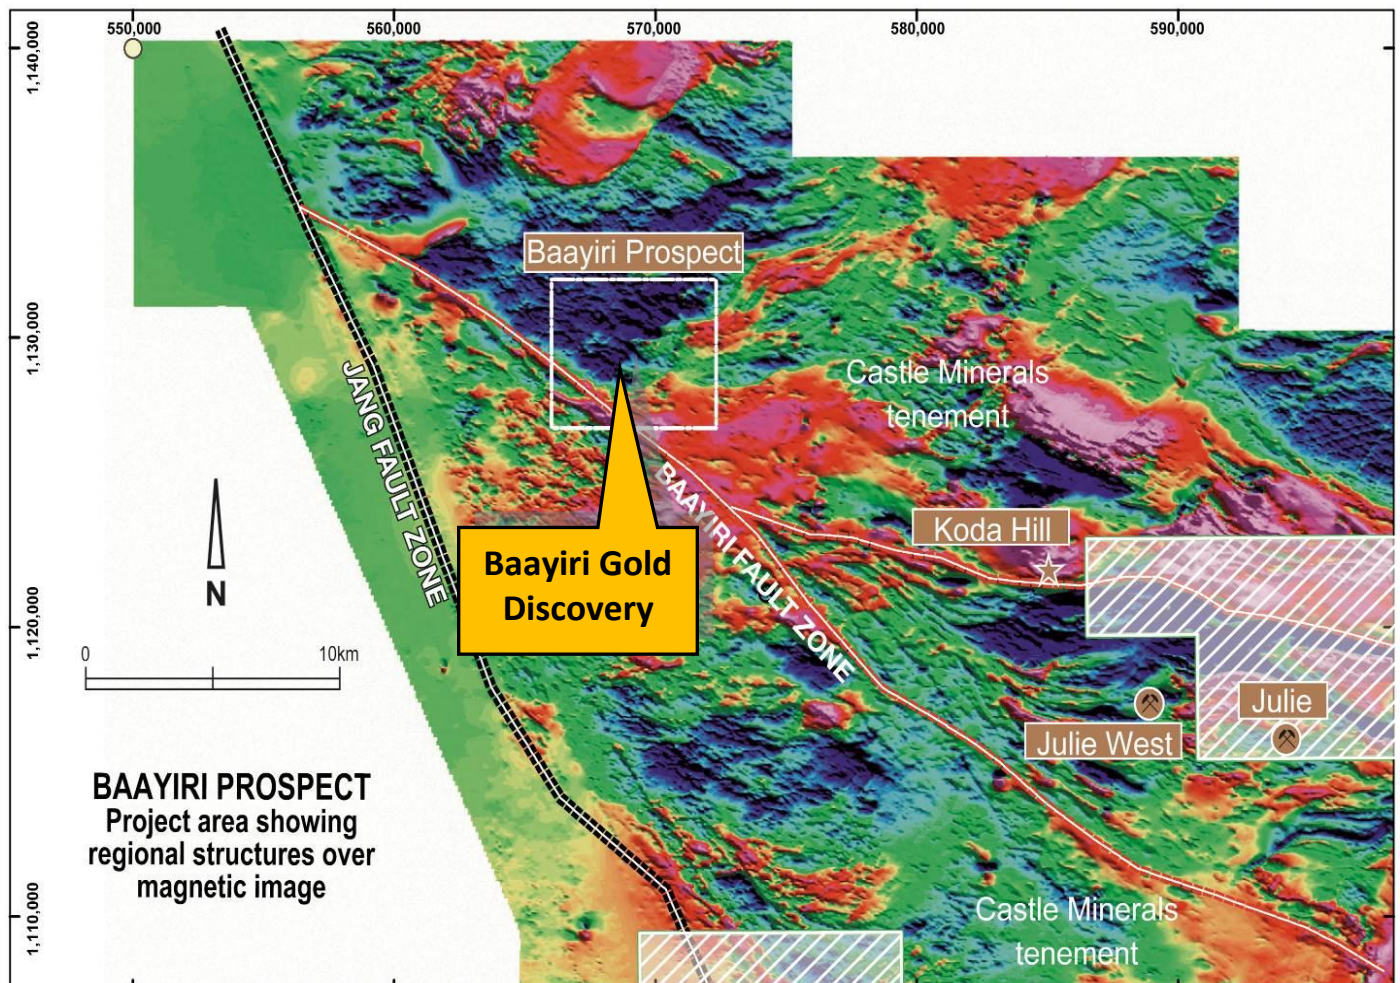 550,000
560,000
570,000
580,000
590,000
1,140,000
1,130,000
1,120,000
1,110,000
Baayiri Prospect
Castle Minerals
tenement
JANG FAULT ZONE
BAAYIRI FAULT ZONE
Koda Hill
Baayiri Gold
Discovery
N
0
10km
Julie
Julie West
BAAYIRI PROSPECT
Project area showing
regional structures over
magnetic image
Castle Minerals
tenement